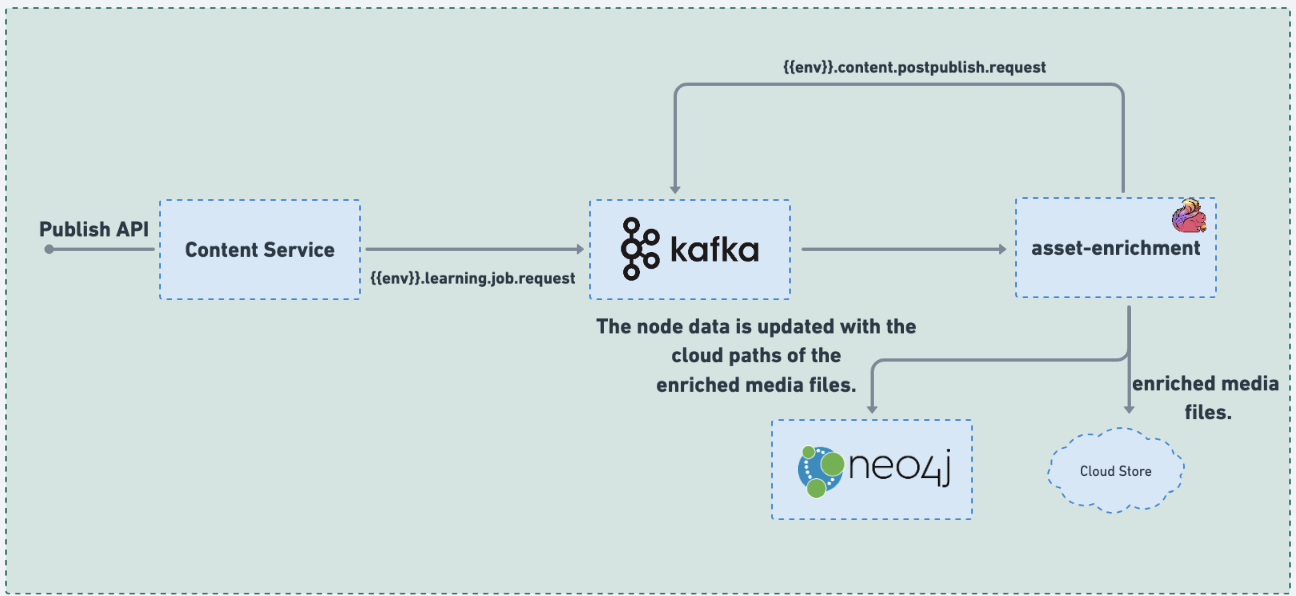 {{env}}.content.postpublish.request
Publish API
Content Service
{{env}}.learning.job.request
kafka
asset-enrichment
The node data is updated with the
cloud paths of the
enriched media files.
enriched media
files.
neo4j
Cloud Store